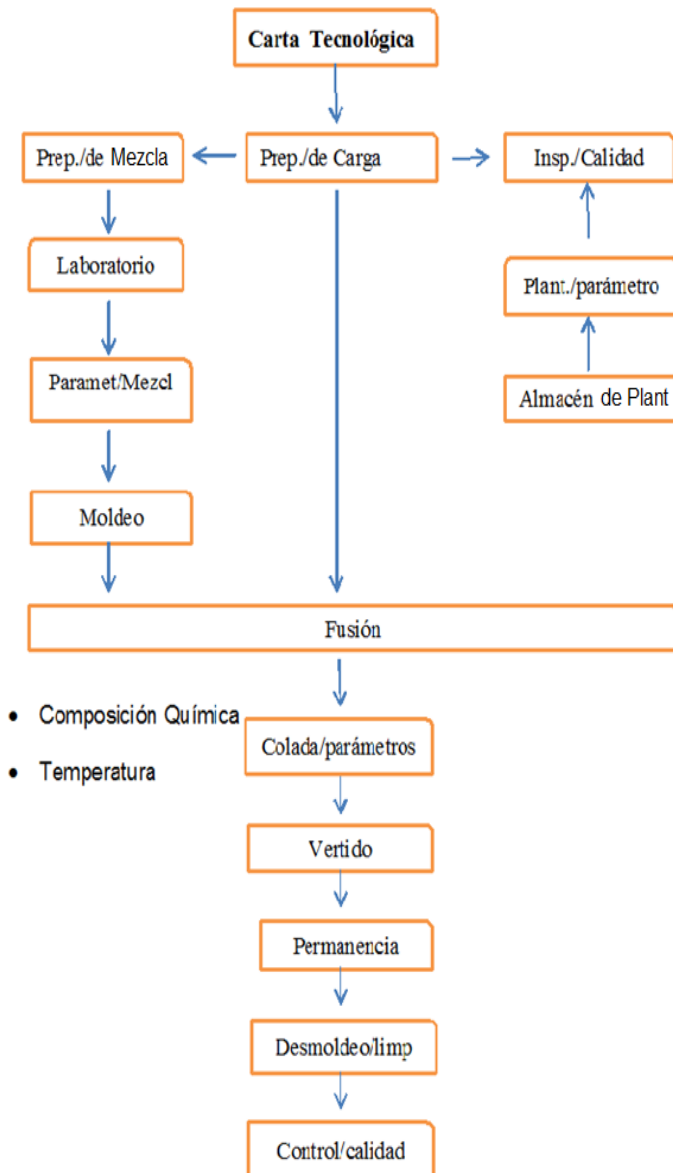 Carta Tecnológica
Prep./de Mezcla
Prep./de Carga
Insp./Calidad
Laboratorio
Plant./parámetro
Paramet/Mezcl
Almacén de Plant
Moldeo
Fusión
• Composición Química
Colada/parámetros
• Temperatura
Vertido
Permanencia
Desmoldeo/limp
Control/calidad